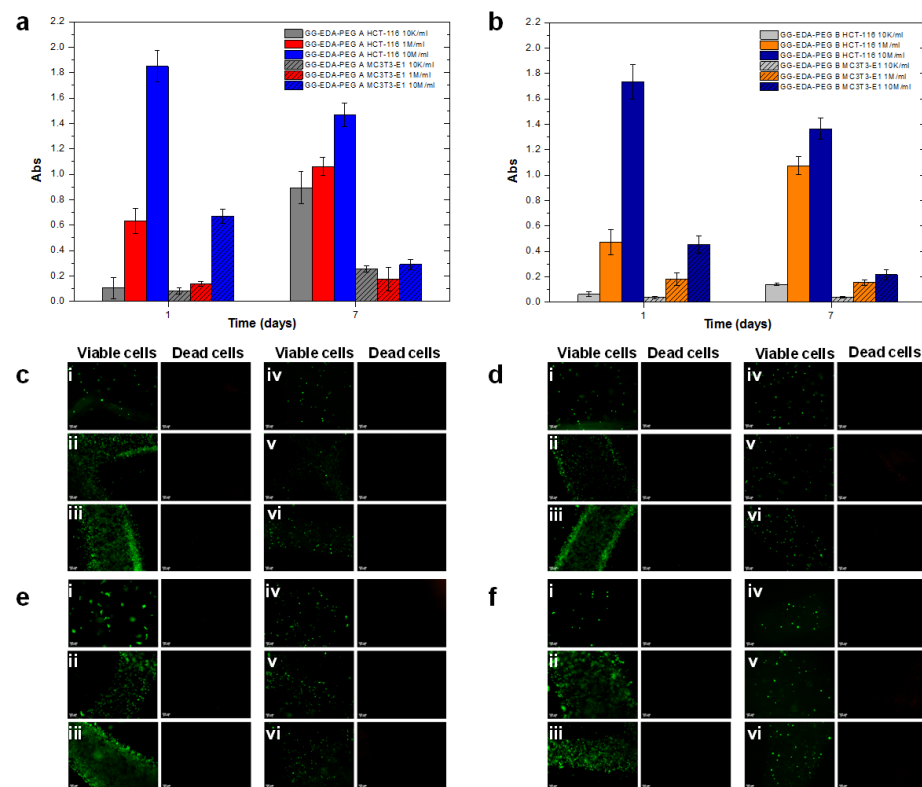 a
2.2
2.0
1.8
1.6
1.4
1.2
1.0
0.8
0.6
0.4
0.2
0.0
Abs
GG-EDA-PEG A HCT-116 10K/ml
GG-EDA-PEG A HCT-116 1M/ml
GG-EDA-PEG A HCT-116 10M/ml
GG-EDA-PEG A MC3T3-E1 10K/ml
GG-EDA-PEG A MC3T3-E1 1M/ml
GG-EDA-PEG A MC3T3-E1 10M/ml
1
7
Time (days)
b
2.2
2.0
1.8
1.6
1.4
1.2
1.0
0.8
0.6
0.4
0.2
0.0
Abs
GG-EDA-PEG B HCT-116 10K/ml
GG-EDA-PEG B HCT-116 1M/ml
GG-EDA-PEG B HCT-116 10M/ml
GG-EDA-PEG B MC3T3-E1 10K/ml
GG-EDA-PEG B MC3T3-E1 1M/ml
GG-EDA-PEG B MC3T3-E1 10M/ml
1
7
Time (days)
Viable cells Dead cells Viable cells Dead cells
c
i
iv
ii
v
iii
vi
Viable cells Dead cells Viable cells Dead cells
d
i
iv
ii
v
iii
vi
e
i
iv
ii
v
iii
vi
f
i
iv
ii
v
iii
vi